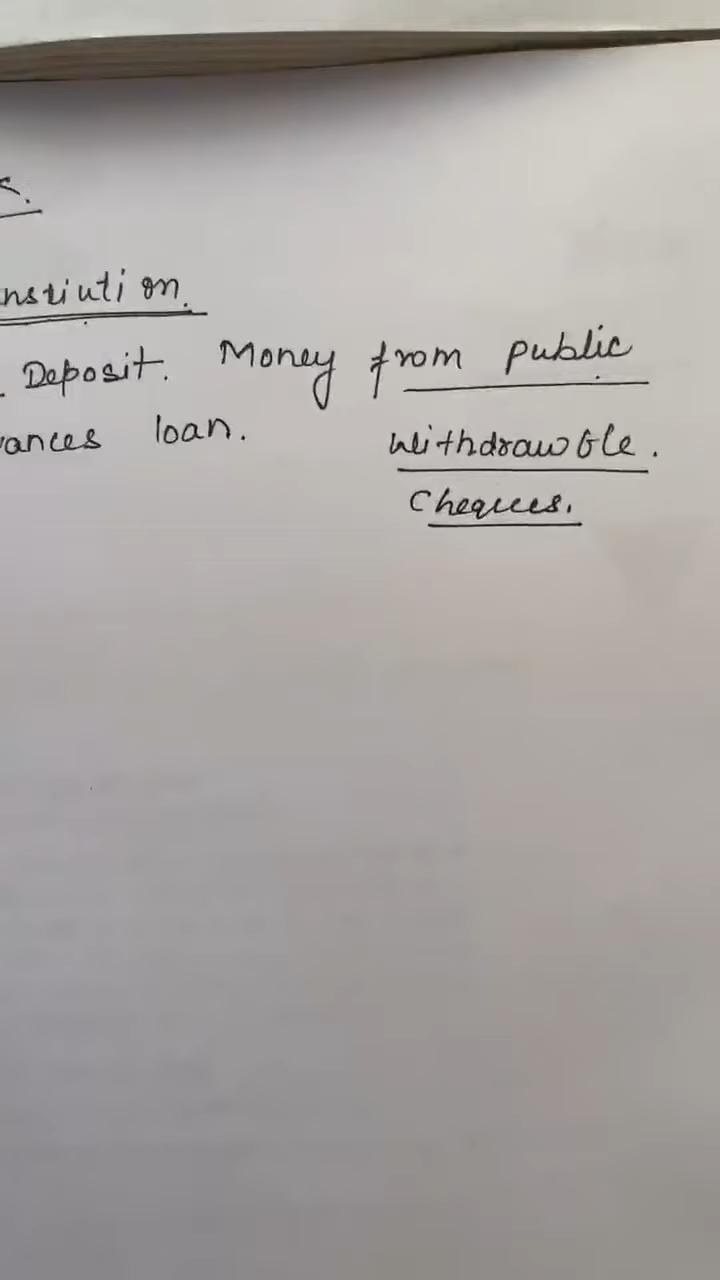 nstiution.
Deposit. Money from public
vances loan. Withdrawble.
Cheques.